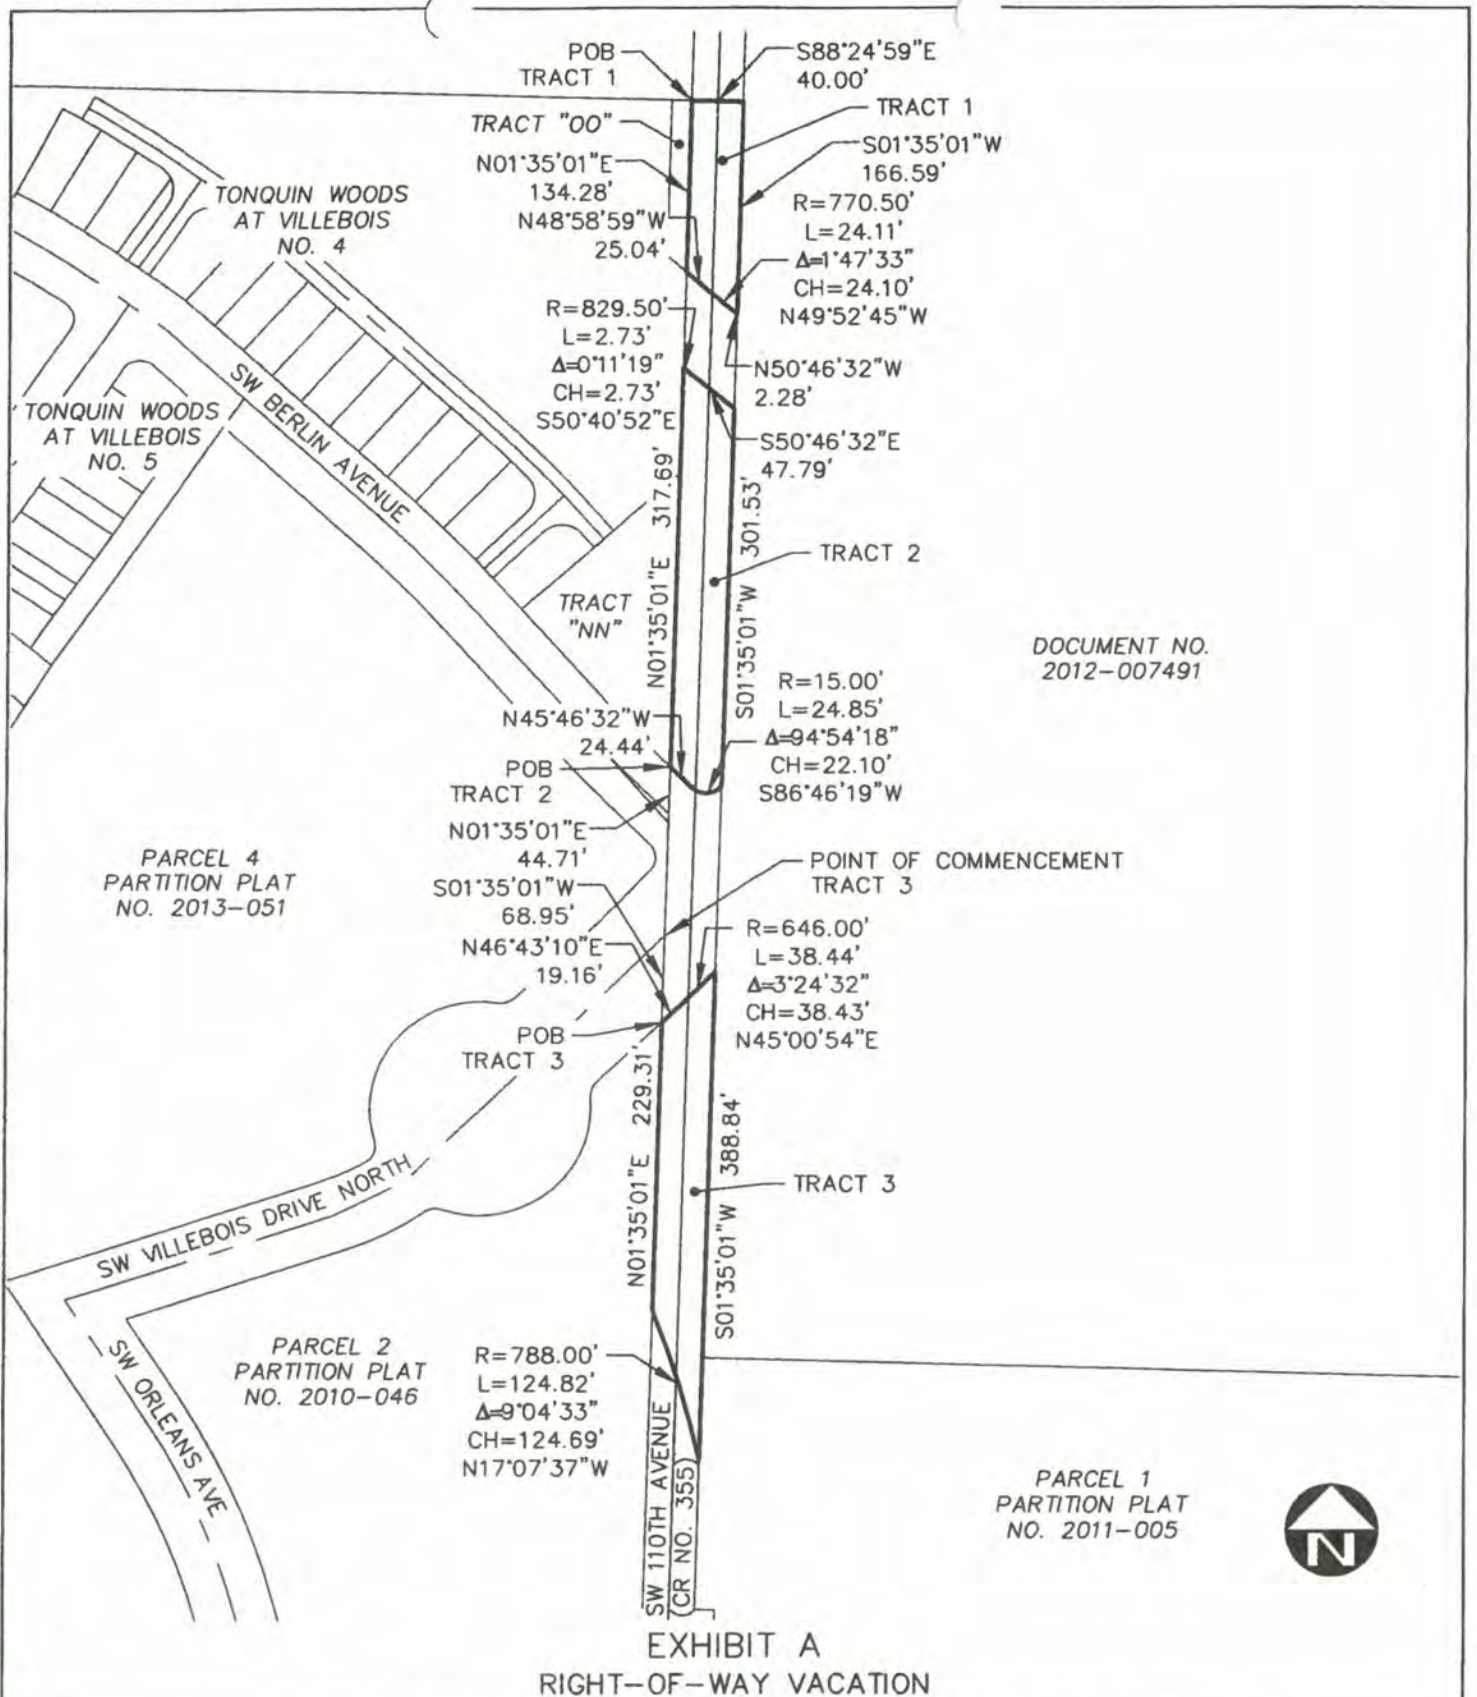 POB
TRACT 1
S88°24'59"E
40.00'
TRACT 1
TRACT "OO"
S01°35'01"W
166.59'
N01°35'01"E
134.28'
TONQUIN WOODS
AT VILLEBOIS
NO. 4
N48°58'59"W
25.04'
R=770.50'
L=24.11'
Δ=1°47'33"
CH=24.10'
N49°52'45"W
R=829.50'
L=2.73'
Δ=0°11'19"
CH=2.73'
S50°40'52"E
N50°46'32"W
2.28'
SW BERLIN AVENUE
TONQUIN WOODS
AT VILLEBOIS
NO. 5
S50°46'32"E
47.79'
N01°35'01"E 317.69'
S01°35'01"W 301.53'
TRACT 2
TRACT
"NN"
DOCUMENT NO.
2012-007491
R=15.00'
L=24.85'
Δ=94°54'18"
CH=22.10'
S86°46'19"W
N45°46'32"W
24.44'
POB
TRACT 2
N01°35'01"E
44.71'
PARCEL 4
PARTITION PLAT
NO. 2013-051
POINT OF COMMENCEMENT
TRACT 3
S01°35'01"W
68.95'
N46°43'10"E
19.16'
R=646.00'
L=38.44'
Δ=3°24'32"
CH=38.43'
N45°00'54"E
POB
TRACT 3
N01°35'01"E 229.31'
S01°35'01"W 388.84'
TRACT 3
SW VILLEBOIS DRIVE NORTH
SW ORLEANS AVE
PARCEL 2
PARTITION PLAT
NO. 2010-046
R=788.00'
L=124.82'
Δ=9°04'33"
CH=124.69'
N17°07'37"W
SW 110TH AVENUE
(CR NO. 355)
PARCEL 1
PARTITION PLAT
NO. 2011-005
N
EXHIBIT A
RIGHT-OF-WAY VACATION